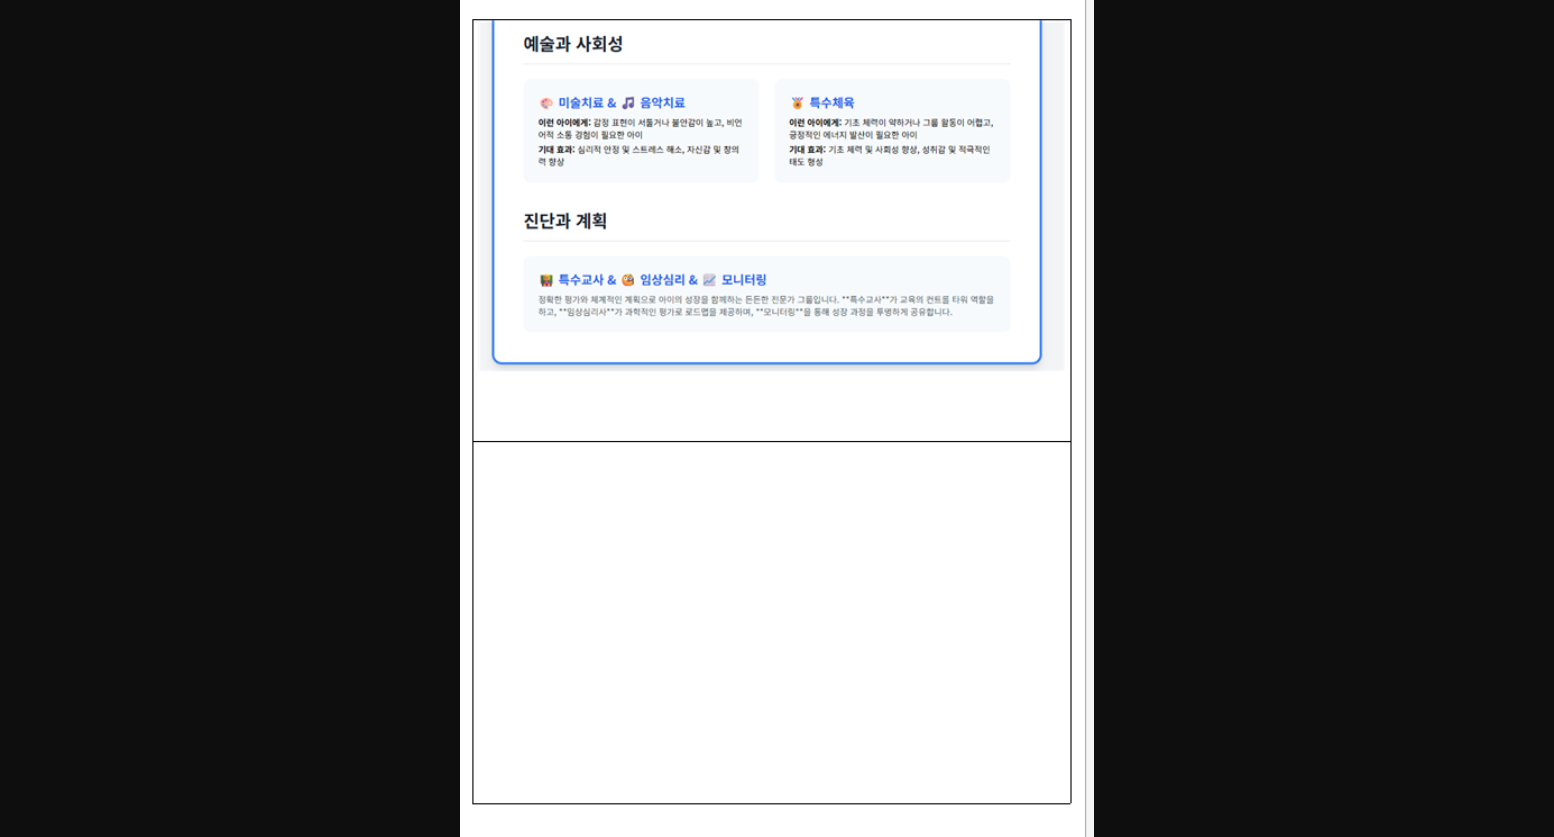 예술과 사회성
미술치료 & 음악치료
이런 아이에게: 감정 표현이 서툴거나 불안감이 높고, 비언
어적 소통 경험이 필요한 아이
기대 효과: 심리적 안정 및 스트레스 해소, 자신감 및 창의
력 향상
특수체육
이런 아이에게: 기초 체력이 약하거나 그룹 활동이 어렵고,
긍정적인 에너지 발산이 필요한 아이
기대 효과: 기초 체력 및 사회성 향상, 성취감 및 적극적인
태도 형성
진단과 계획
특수교사 & 임상심리 & 모니터링
정확한 평가와 체계적인 계획으로 아이의 성장을 함께하는 든든한 전문가 그룹입니다. **특수교사**가 교육의 컨트롤 타워 역할을
하고, **임상심리사**가 과학적인 평가로 로드맵을 제공하며, **모니터링**을 통해 성장 과정을 투명하게 공유합니다.